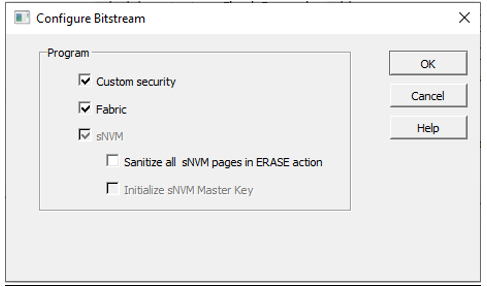 Configure Bitstream
Program
Custom security
Fabric
sNVM
Sanitize all sNVM pages in ERASE action
Initialize sNVM Master Key
OK
Cancel
Help